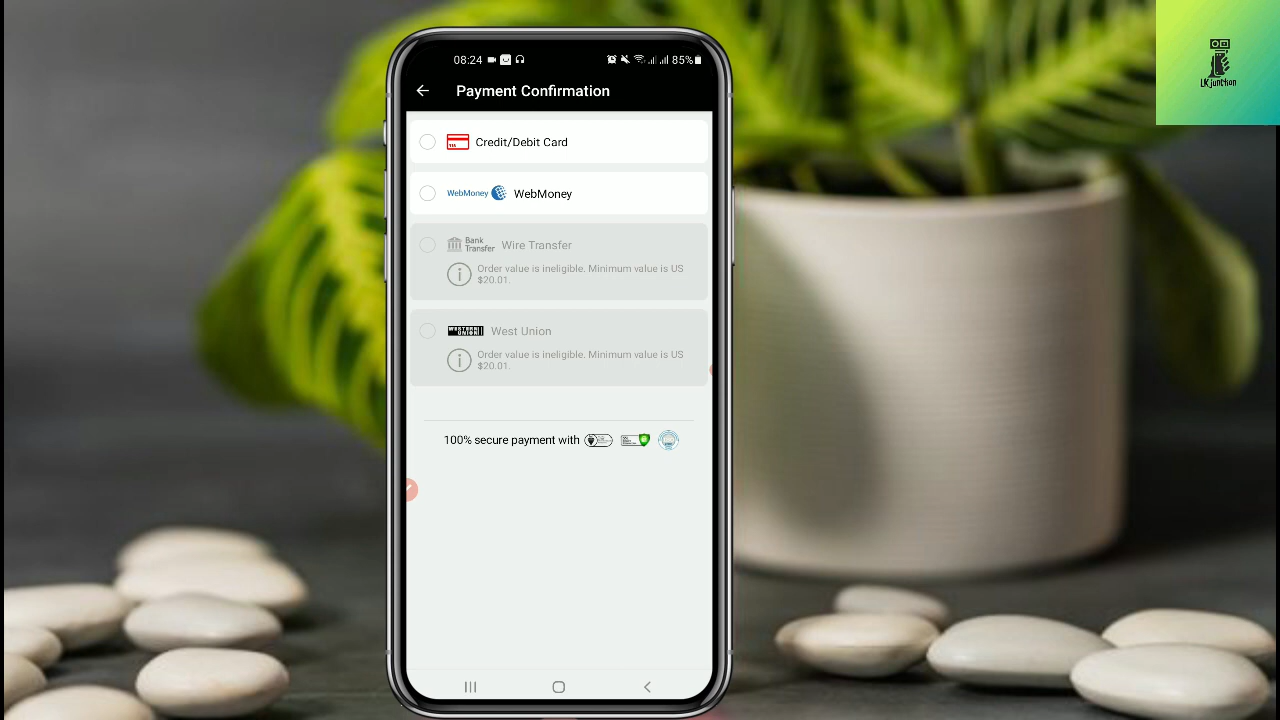 08:24
85%
Payment Confirmation
Credit/Debit Card
WebMoney WebMoney
Bank Transfer Wire Transfer
Order value is ineligible. Minimum value is US
$20.01.
WESTERN UNION West Union
Order value is ineligible. Minimum value is US
$20.01.
100% secure payment with
LK junction